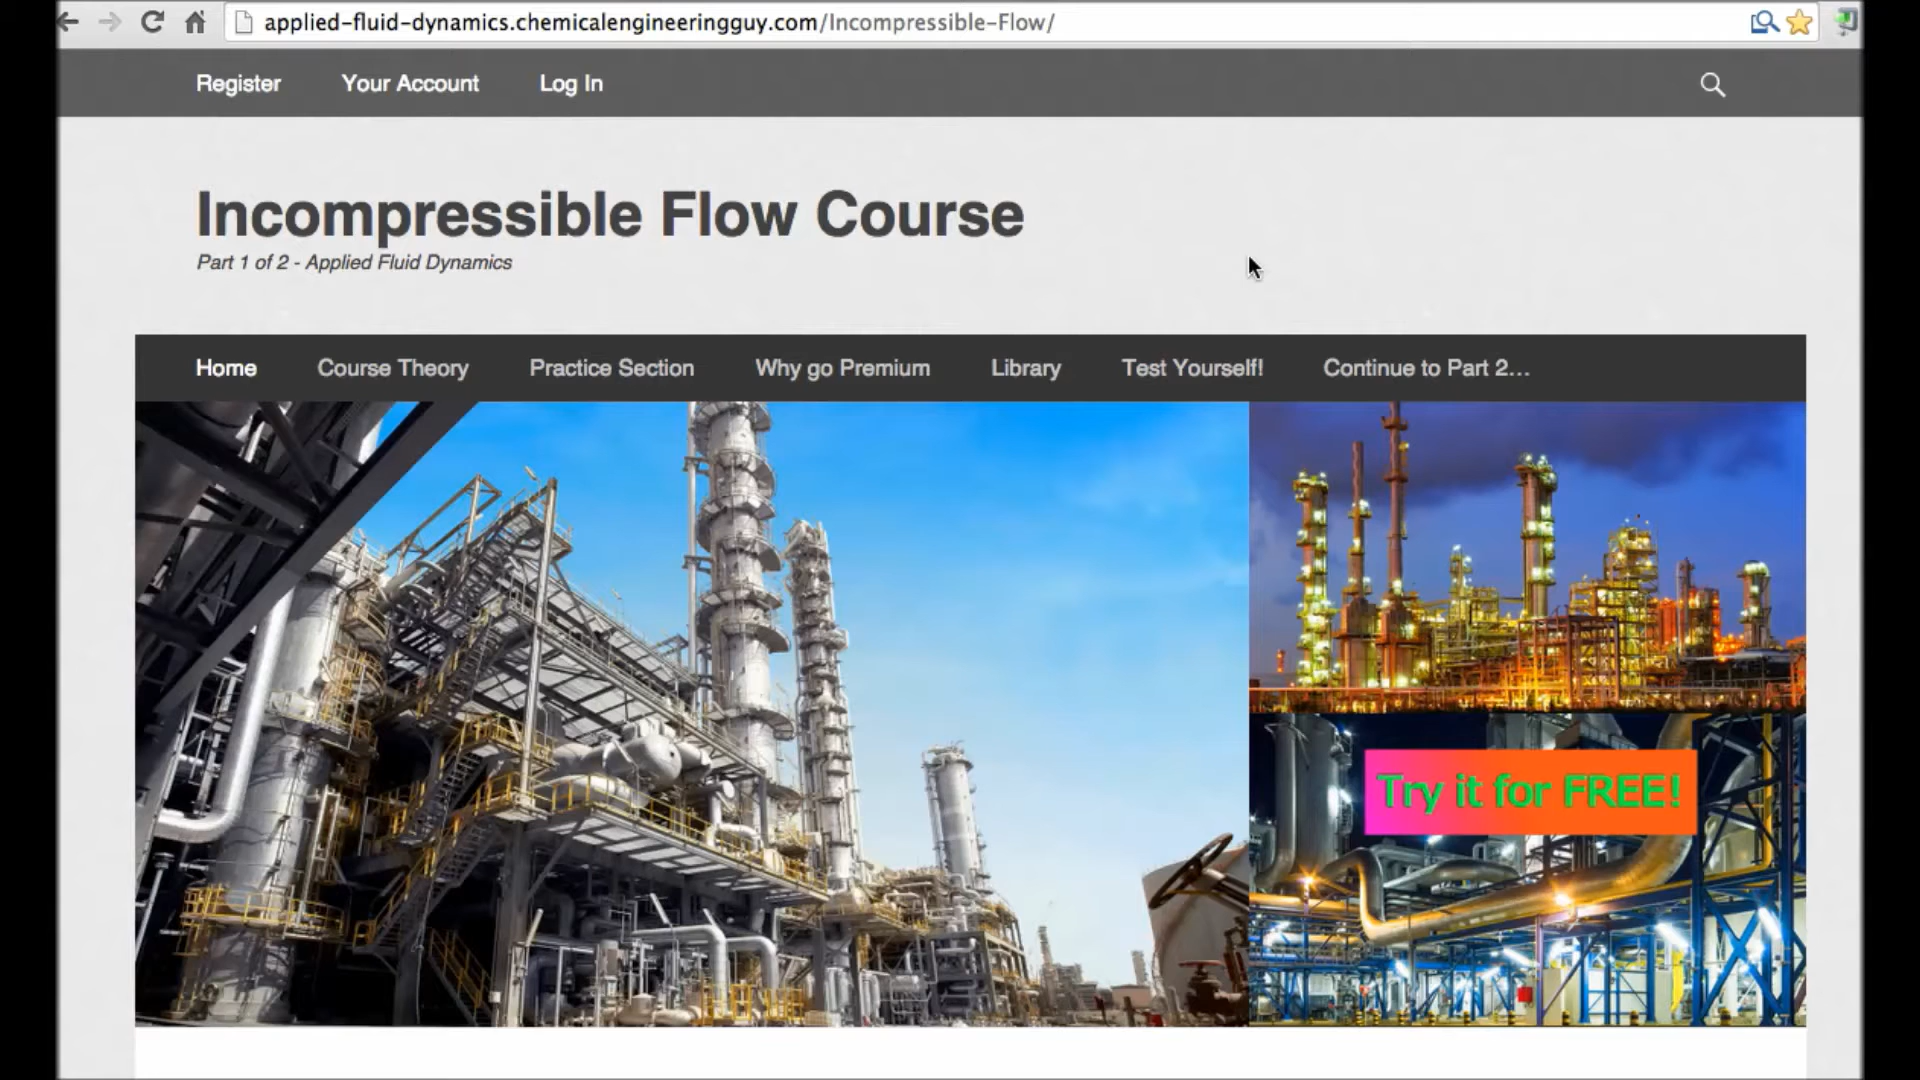 applied-fluid-dynamics.chemicalengineeringguy.com/Incompressible-Flow/
Register Your Account Log In
Incompressible Flow Course
Part 1 of 2 - Applied Fluid Dynamics
Home Course Theory Practice Section Why go Premium Library Test Yourself! Continue to Part 2...
Try it for FREE!